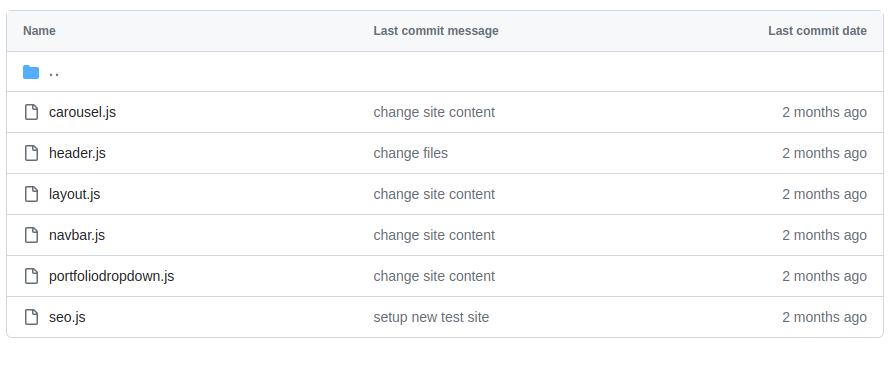 Name Last commit message Last commit date
..
carousel.js change site content 2 months ago
header.js change files 2 months ago
layout.js change site content 2 months ago
navbar.js change site content 2 months ago
portfoliodropdown.js change site content 2 months ago
seo.js setup new test site 2 months ago